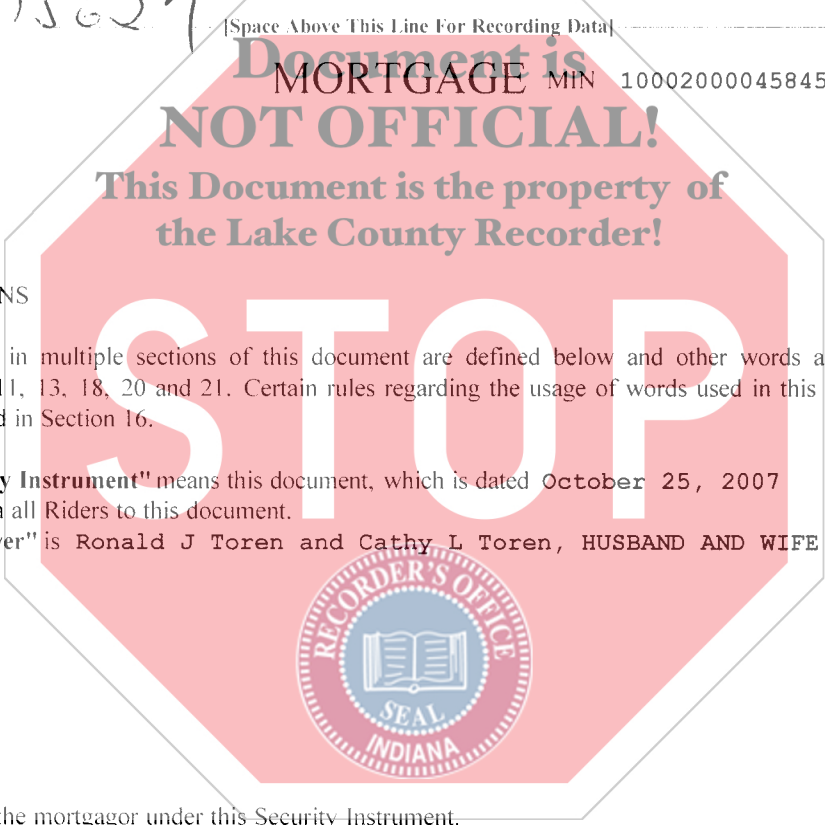 [Space Above This Line For Recording Data]
Document is
MORTGAGE MIN 10002000045845
NOT OFFICIAL!
This Document is the property of
the Lake County Recorder!
NS
STOP
in multiple sections of this document are defined below and other words a
11, 13, 18, 20 and 21. Certain rules regarding the usage of words used in this
d in Section 16.
y Instrument" means this document, which is dated October 25, 2007
all Riders to this document.
er" is Ronald J Toren and Cathy L Toren, HUSBAND AND WIFE
RECORDER'S OFFICE
SEAL
INDIANA
the mortgagor under this Security Instrument.